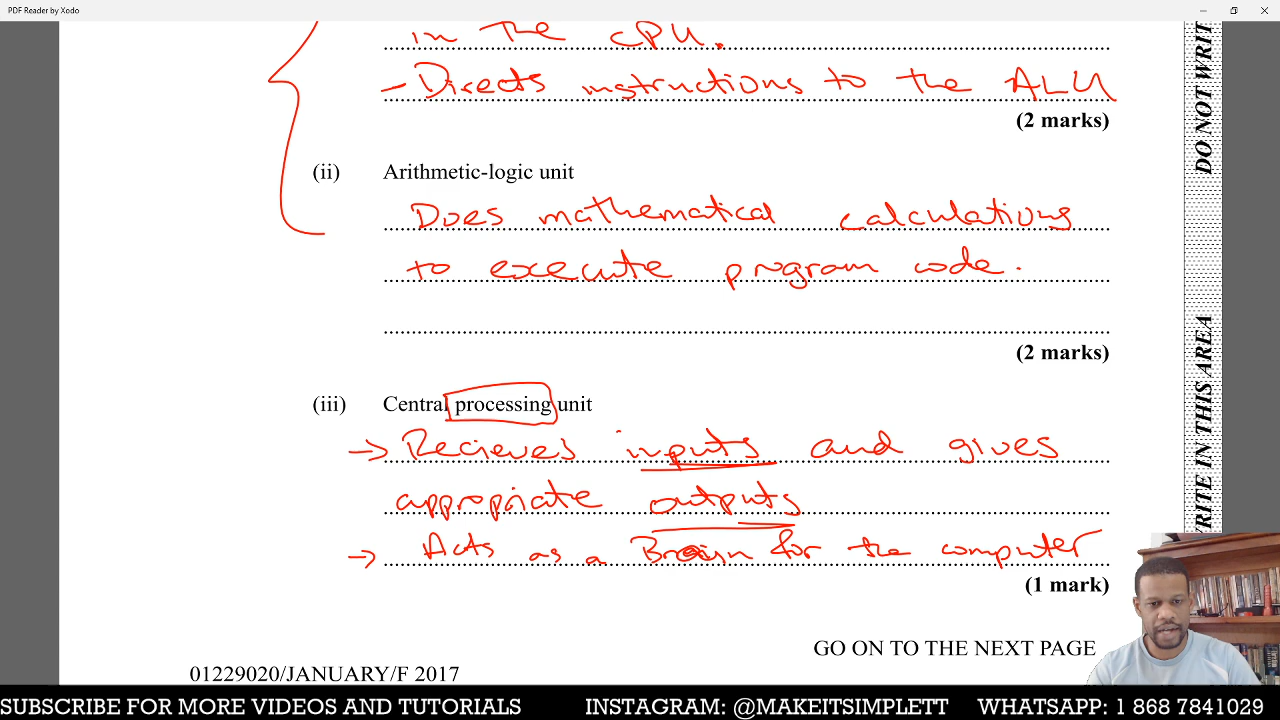 PDF Reader by Xodo
in the CPU.
- Directs instructions to the ALU
(2 marks)
(ii) Arithmetic-logic unit
Does mathematical calculations
to execute program code.
(2 marks)
(iii) Central processing unit
→ Recieves inputs and gives
appropriate outputs
→ Acts as a Brain for the computer
(1 mark)
GO ON TO THE NEXT PAGE
01229020/JANUARY/F 2017
DO NOT WRIT
RITE IN THIS AREA
SUBSCRIBE FOR MORE VIDEOS AND TUTORIALS INSTAGRAM: @MAKEITSIMPLETT WHATSAPP: 1 868 7841029